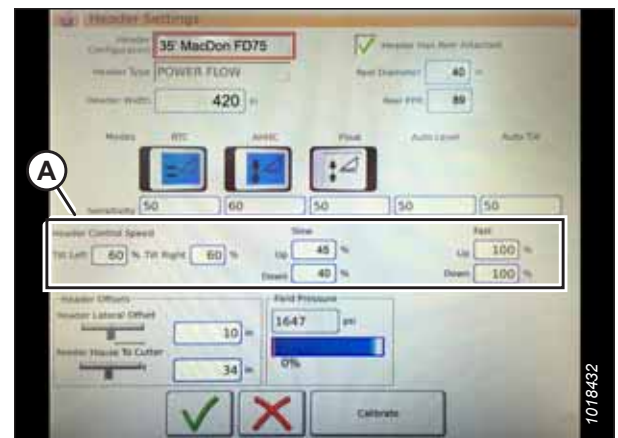 Header Settings
Header Configuration 35' MacDon FD75 Header Has Reel Attached
Header Type POWER FLOW Reel Diameter 40 in
Header Width 420 in Reel PPR 89
Modes RTC AHHC Float Auto Level Auto Tilt
A
Sensitivity 50 60 50 50 50
Header Control Speed Slow Fast
Tilt Left 60 % Tilt Right 60 % Up 45 % Up 100 %
Down 40 % Down 100 %
Header Offsets Field Pressure
Header Lateral Offset 1647 psi
10 in
Feeder House To Cutter 0%
34 in
Calibrate
1018432